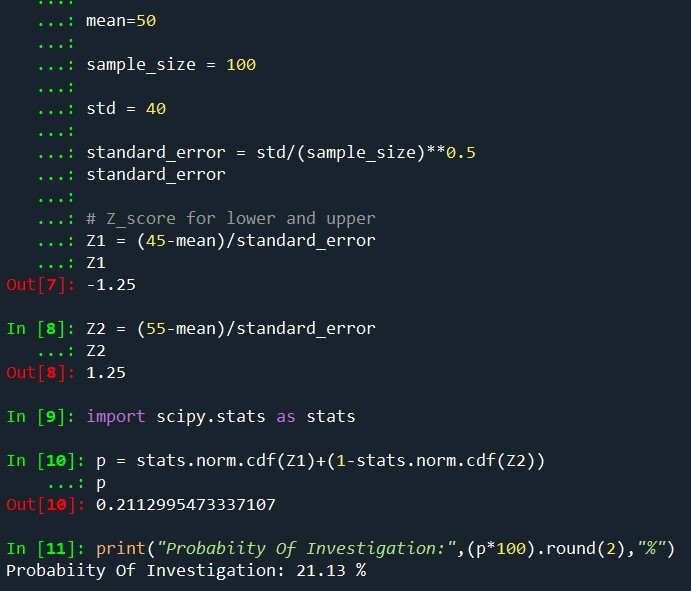 ...:
...: mean=50
...:
...: sample_size = 100
...:
...: std = 40
...:
...: standard_error = std/(sample_size)**0.5
...: standard_error
...:
...: # Z_score for lower and upper
...: Z1 = (45-mean)/standard_error
...: Z1
Out[7]: -1.25
In [8]: Z2 = (55-mean)/standard_error
...: Z2
Out[8]: 1.25
In [9]: import scipy.stats as stats
In [10]: p = stats.norm.cdf(Z1)+(1-stats.norm.cdf(Z2))
...: p
Out[10]: 0.2112995473337107
In [11]: print("Probabiity Of Investigation:",(p*100).round(2),"%")
Probabiity Of Investigation: 21.13 %